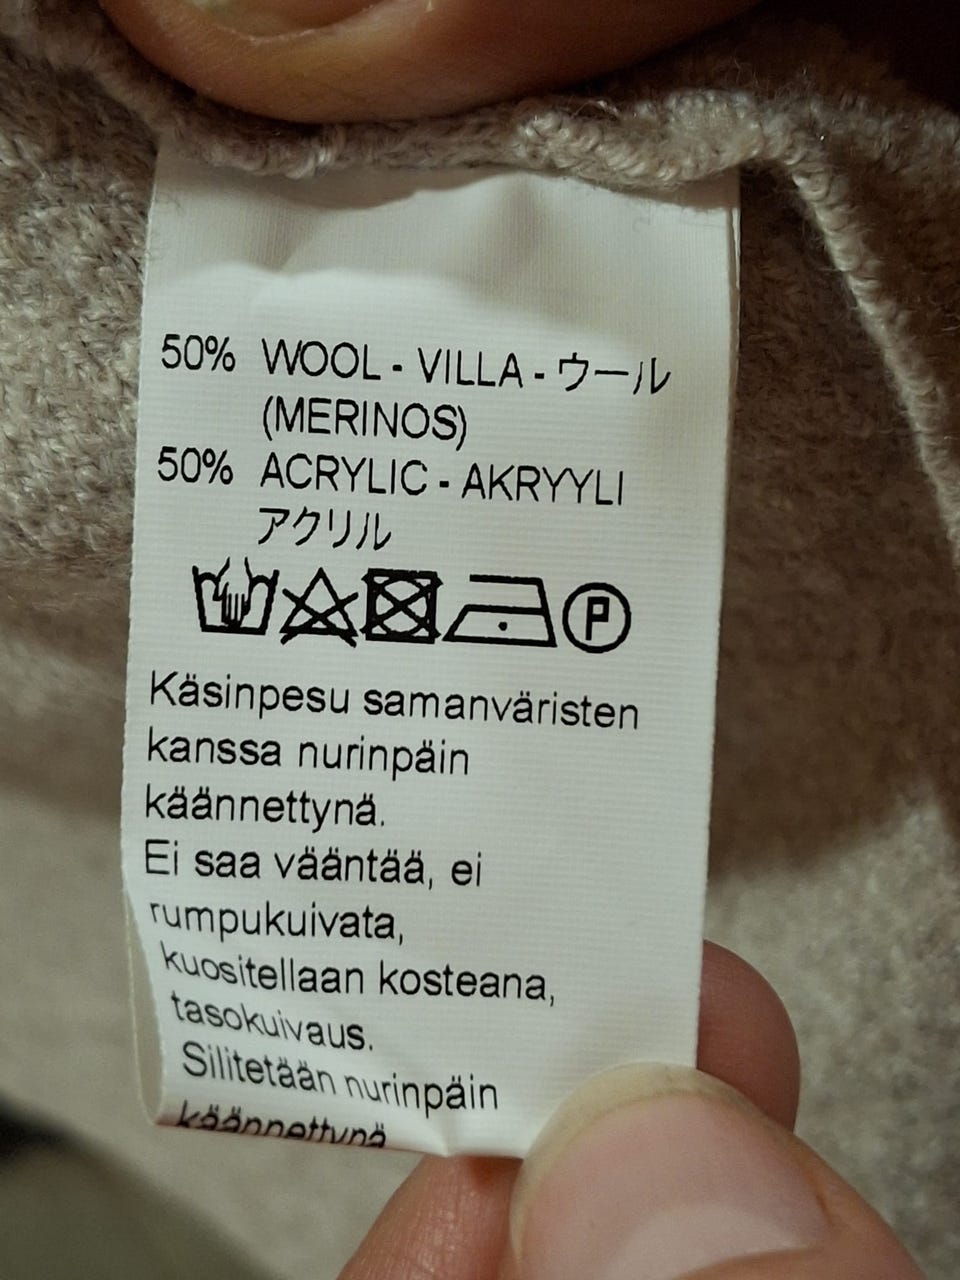 50% WOOL - VILLA - ウール
(MERINOS)
50% ACRYLIC - AKRYYLI
アクリル
P
Käsinpesu samanväristen
kanssa nurinpäin
käännettynä.
Ei saa vääntää, ei
rumpukuivata,
kuositellaan kosteana,
tasokuivaus.
Silitetään nurinpäin
käännettynä